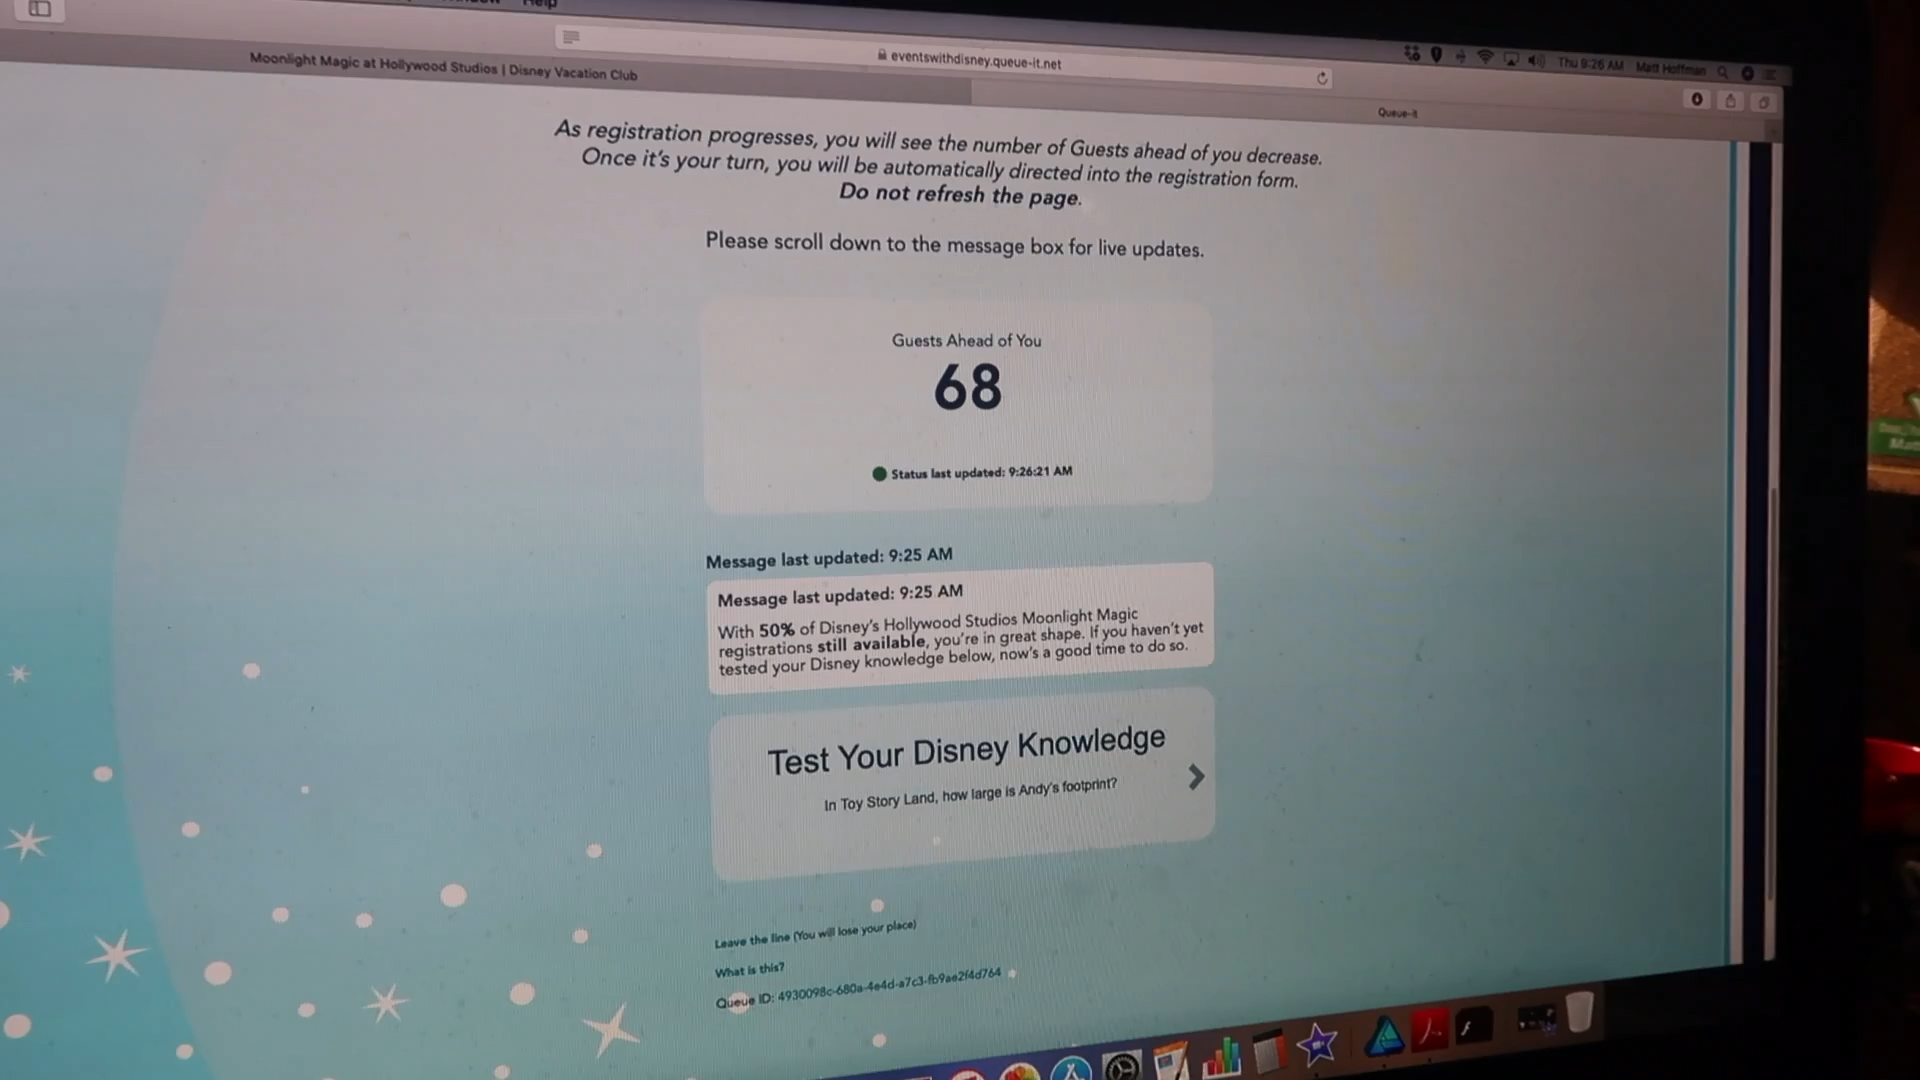 Help
eventswithdisney.queue-it.net
Thu 9:26 AM Matt Hoffman
Moonlight Magic at Hollywood Studios | Disney Vacation Club
Queue-it
As registration progresses, you will see the number of Guests ahead of you decrease.
Once it's your turn, you will be automatically directed into the registration form.
Do not refresh the page.
Please scroll down to the message box for live updates.
Guests Ahead of You
68
Status last updated: 9:26:21 AM
Message last updated: 9:25 AM
Message last updated: 9:25 AM
With 50% of Disney's Hollywood Studios Moonlight Magic
registrations still available, you're in great shape. If you haven't yet
tested your Disney knowledge below, now's a good time to do so.
Test Your Disney Knowledge
In Toy Story Land, how large is Andy's footprint?
Leave the line (You will lose your place)
What is this?
Queue ID: 4930098c-680a-4e4d-a7c3-fb9ae2f4d764